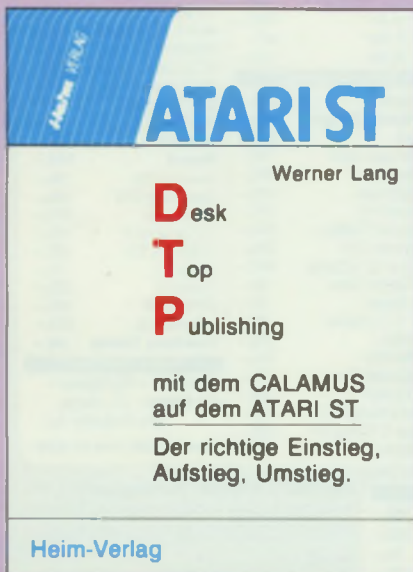 Heim VERLAG
ATARI ST
Werner Lang
Desk
Top
Publishing
mit dem CALAMUS
auf dem ATARI ST
Der richtige Einstieg,
Aufstieg, Umstieg.
Heim-Verlag